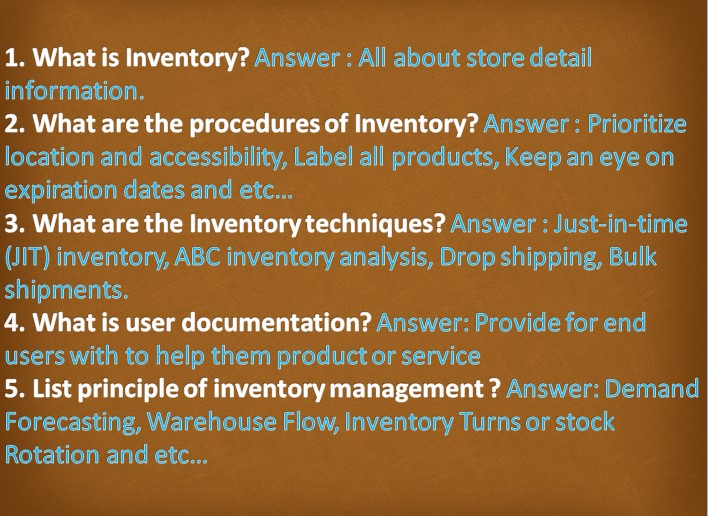 1. What is Inventory? Answer : All about store detail
information.
2. What are the procedures of Inventory? Answer : Prioritize
location and accessibility, Label all products, Keep an eye on
expiration dates and etc...
3. What are the Inventory techniques? Answer : Just-in-time
(JIT) inventory, ABC inventory analysis, Drop shipping, Bulk
shipments.
4. What is user documentation? Answer: Provide for end
users with to help them product or service
5. List principle of inventory management ? Answer: Demand
Forecasting, Warehouse Flow, Inventory Turns or stock
Rotation and etc...